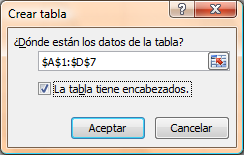 Crear tabla
¿Dónde están los datos de la tabla?
$A$1:$D$7
La tabla tiene encabezados.
Aceptar
Cancelar